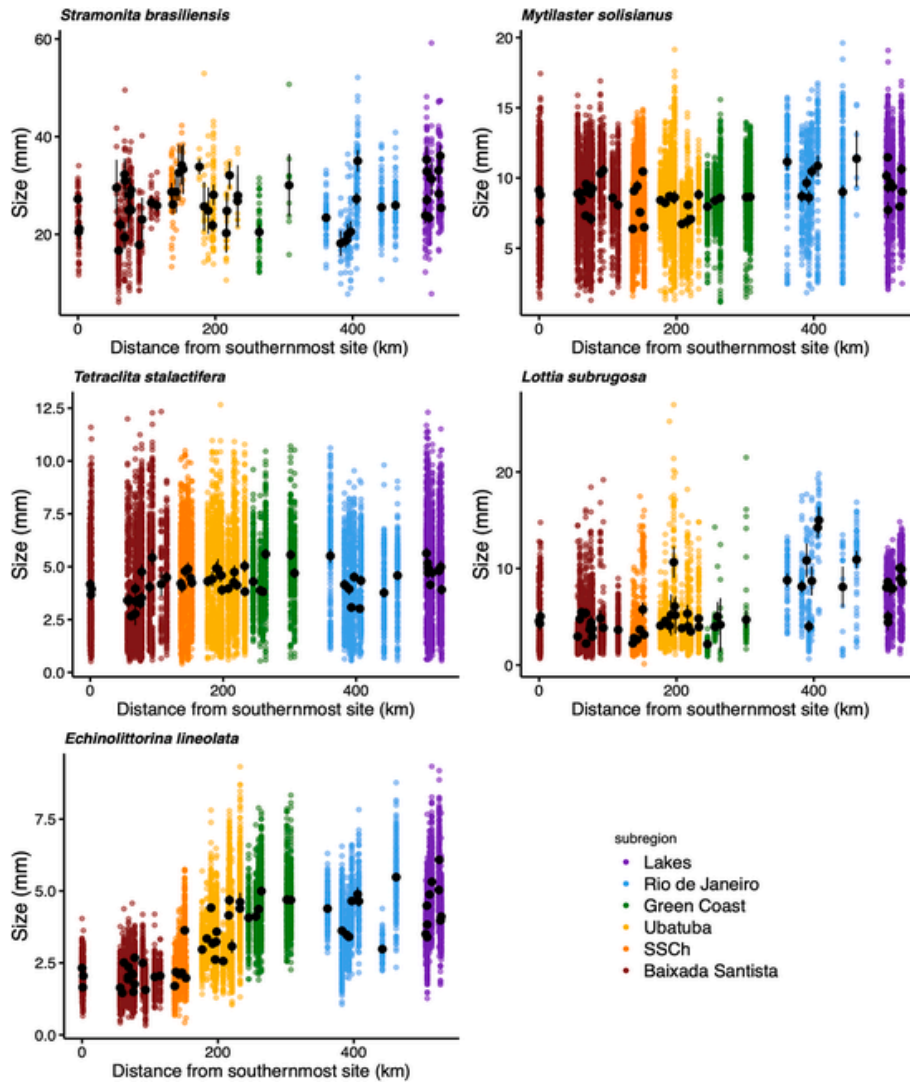 Stramonita brasiliensis
60
40
20
Size (mm)
0 200 400
Distance from southernmost site (km)
Mytilaster solisianus
20
15
10
5
Size (mm)
0 200 400
Distance from southernmost site (km)
Tetraclita stalactifera
12.5
10.0
7.5
5.0
2.5
0.0
Size (mm)
0 200 400
Distance from southernmost site (km)
Lottia subrugosa
20
10
0
Size (mm)
0 200 400
Distance from southernmost site (km)
Echinolittorina lineolata
7.5
5.0
2.5
0.0
Size (mm)
0 200 400
Distance from southernmost site (km)
subregion
Lakes
Rio de Janeiro
Green Coast
Ubatuba
SSCh
Baixada Santista